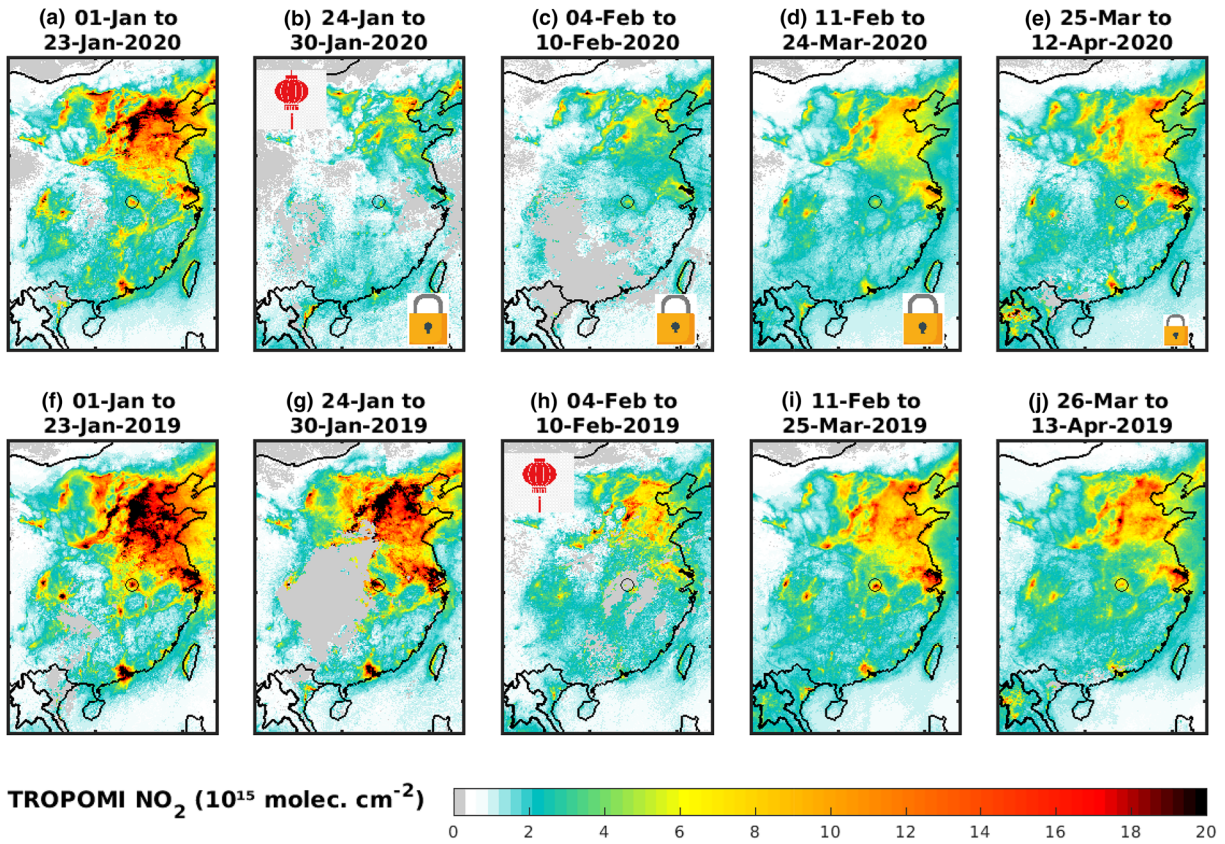 (a) 01-Jan to
23-Jan-2020
(b) 24-Jan to
30-Jan-2020
(c) 04-Feb to
10-Feb-2020
(d) 11-Feb to
24-Mar-2020
(e) 25-Mar to
12-Apr-2020
(f) 01-Jan to
23-Jan-2019
(g) 24-Jan to
30-Jan-2019
(h) 04-Feb to
10-Feb-2019
(i) 11-Feb to
25-Mar-2019
(j) 26-Mar to
13-Apr-2019
TROPOMI NO₂ (10¹⁵ molec. cm⁻²)
0 2 4 6 8 10 12 14 16 18 20